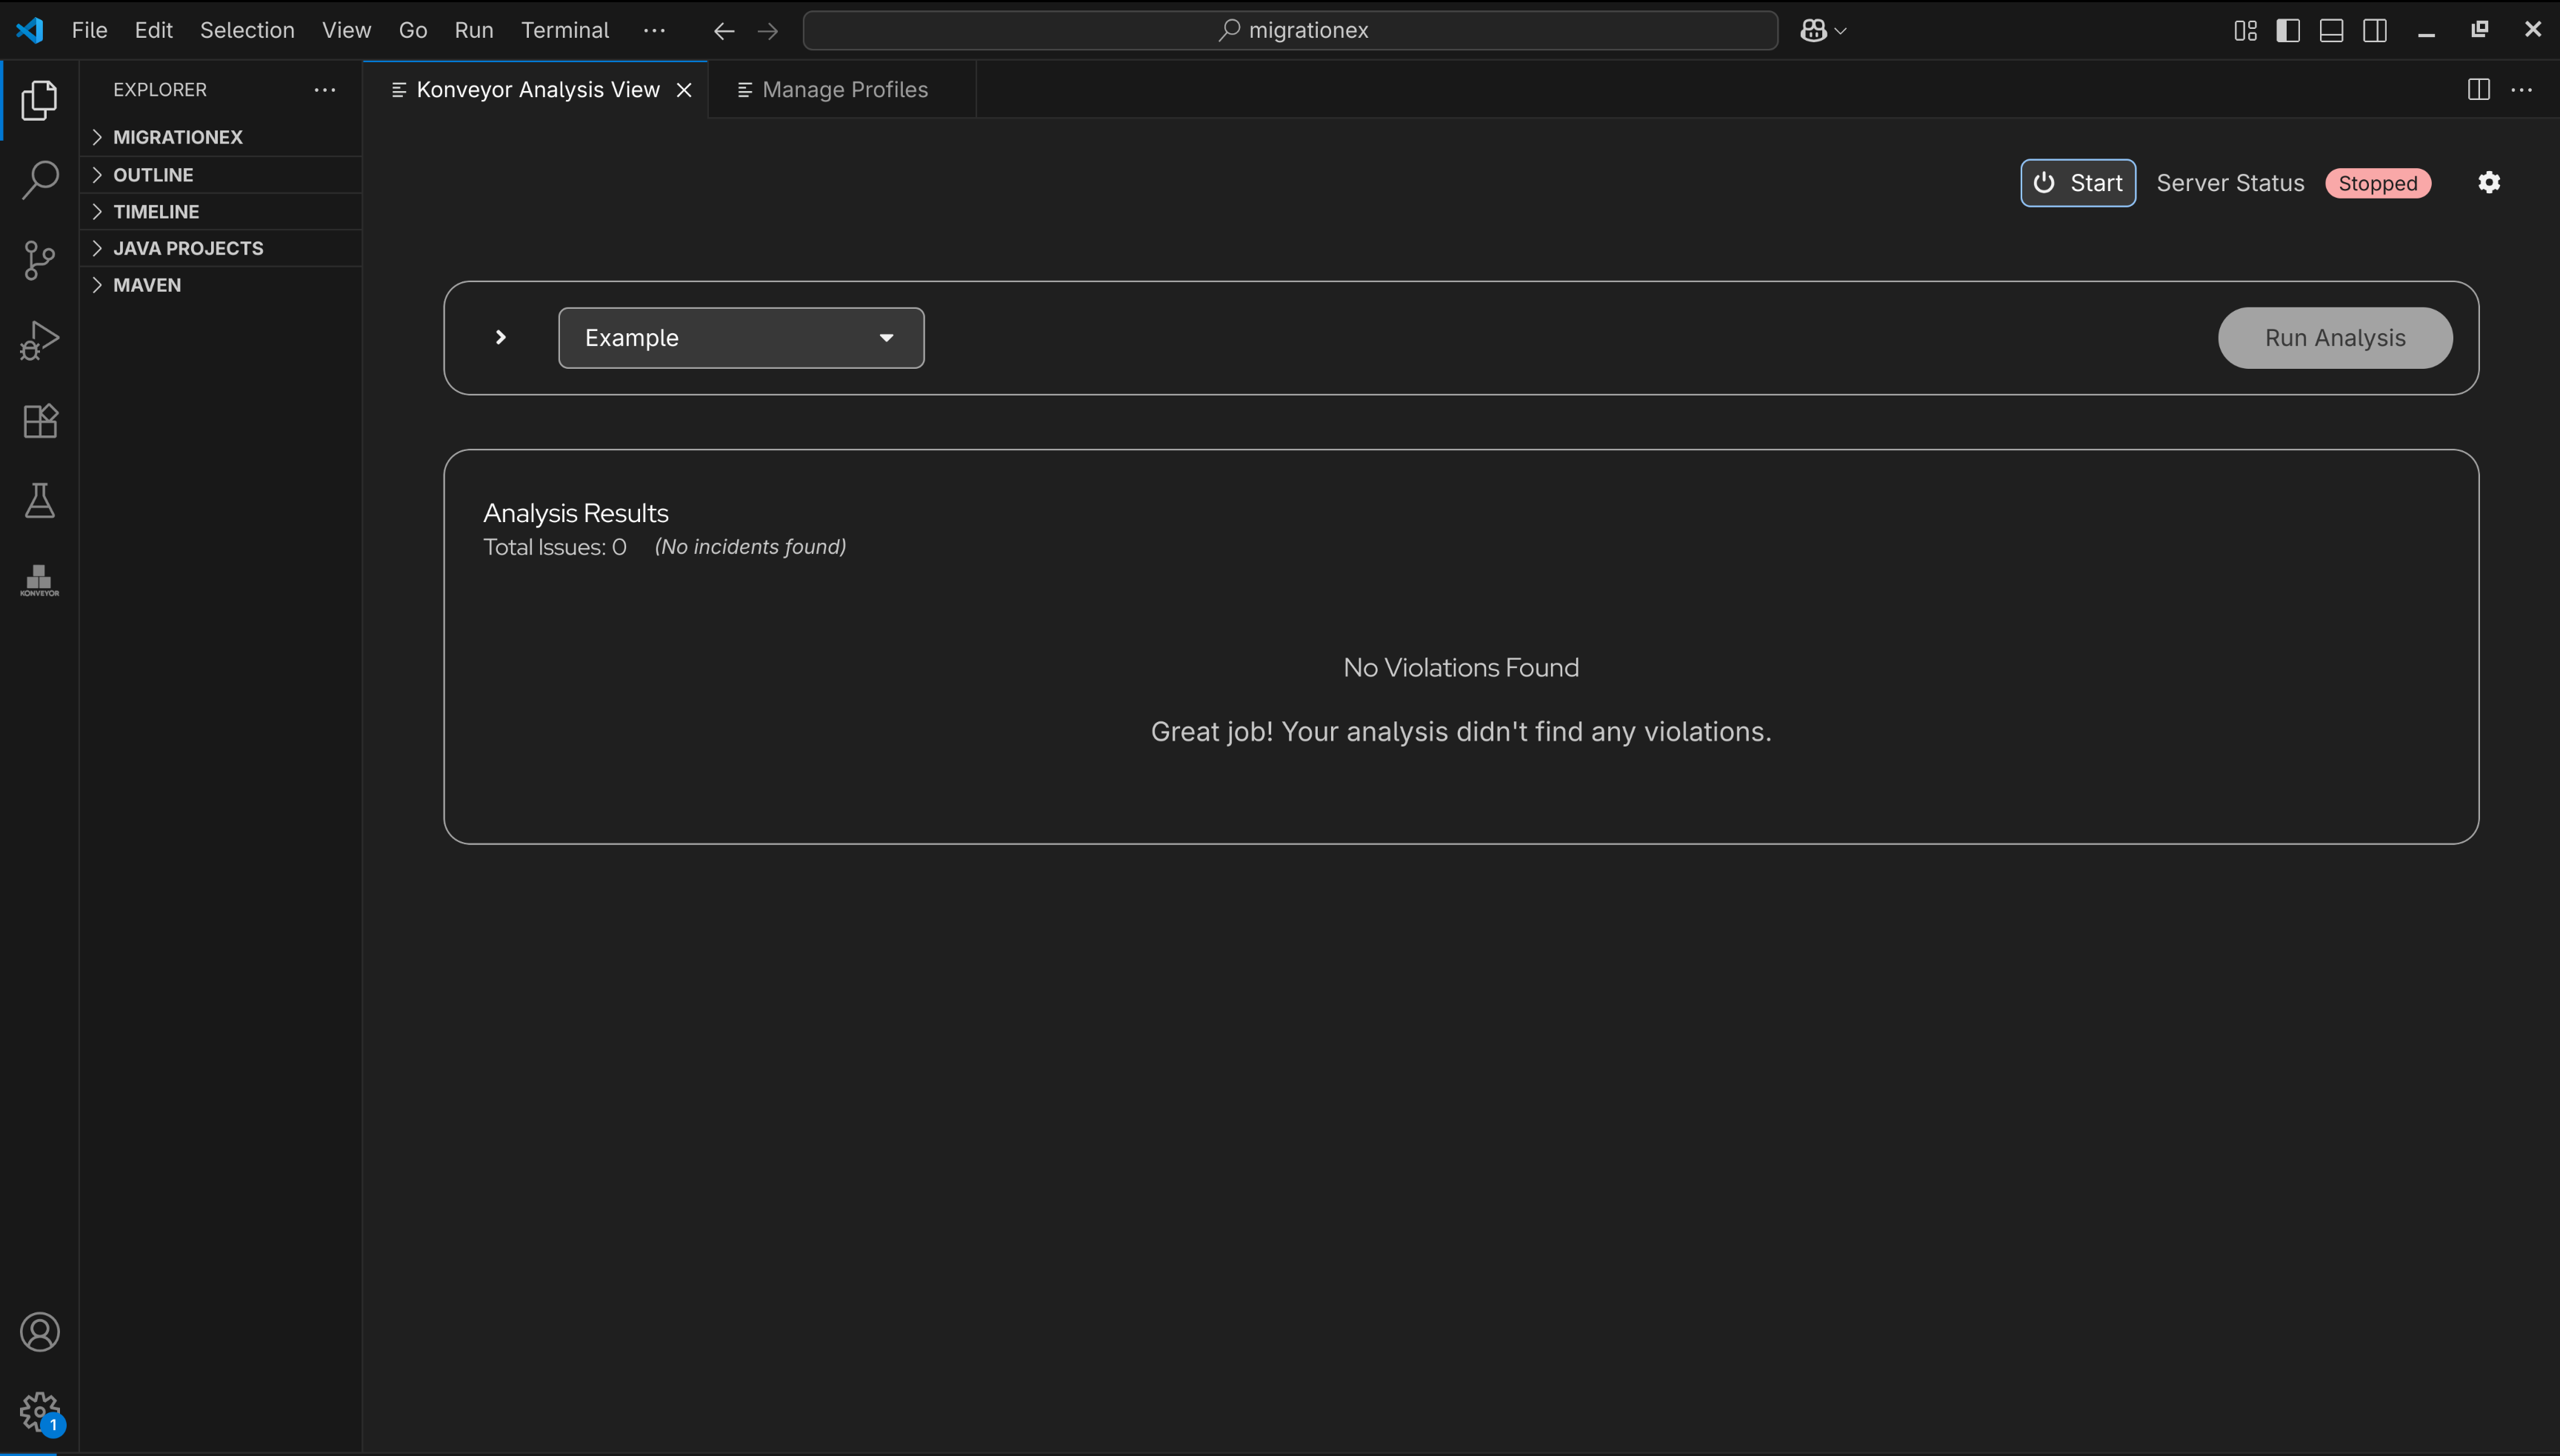 File Edit Selection View Go Run Terminal ··· migrationex
EXPLORER ···
MIGRATIONEX
OUTLINE
TIMELINE
JAVA PROJECTS
MAVEN
KONVEYOR
1
Konveyor Analysis View Manage Profiles
Start Server Status Stopped
Example Run Analysis
Analysis Results
Total Issues: 0 (No incidents found)
No Violations Found
Great job! Your analysis didn't find any violations.